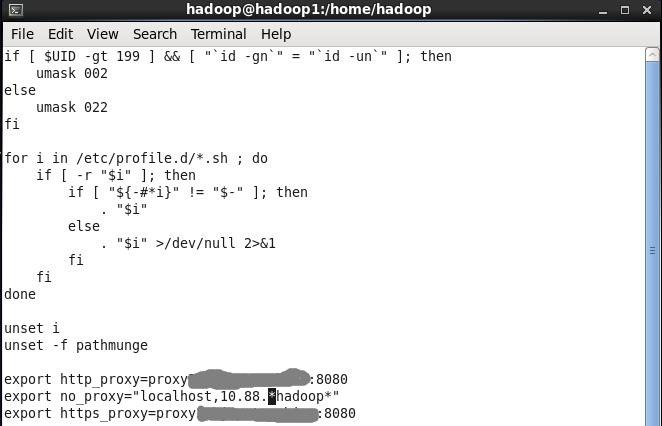 hadoop@hadoop1:/home/hadoop
File Edit View Search Terminal Help
if [ $UID -gt 199 ] && [ "`id -gn`" = "`id -un`" ]; then
    umask 002
else
    umask 022
fi

for i in /etc/profile.d/*.sh ; do
    if [ -r "$i" ]; then
        if [ "${-#*i}" != "$-" ]; then
            . "$i"
        else
            . "$i" >/dev/null 2>&1
        fi
    fi
done

unset i
unset -f pathmunge

export http_proxy=proxy :8080
export no_proxy="localhost,10.88.*hadoop*"
export https_proxy=proxy :8080